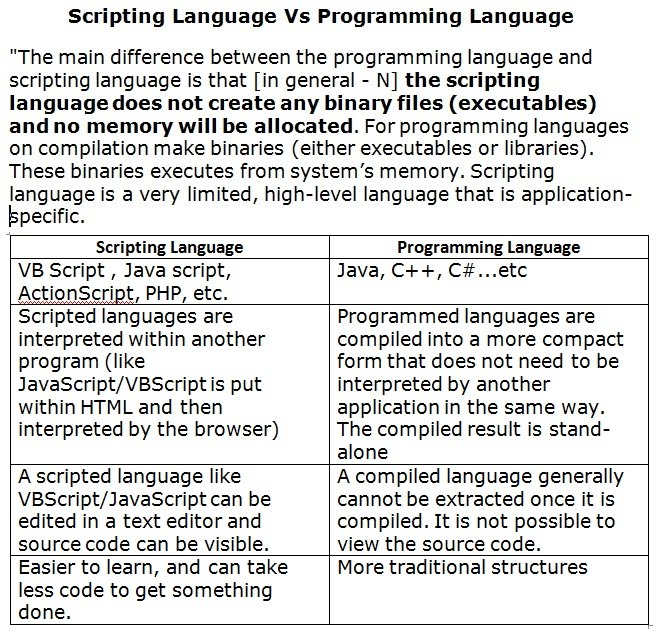 Scripting Language Vs Programming Language
"The main difference between the programming language and
scripting language is that [in general - N] the scripting
language does not create any binary files (executables)
and no memory will be allocated. For programming languages
on compilation make binaries (either executables or libraries).
These binaries executes from system's memory. Scripting
language is a very limited, high-level language that is application-
specific.
Scripting Language
Programming Language
VB Script , Java script,
ActionScript, PHP, etc.
Java, C++, C#...etc
Scripted languages are
interpreted within another
program (like
JavaScript/VBScript is put
within HTML and then
interpreted by the browser)
Programmed languages are
compiled into a more compact
form that does not need to be
interpreted by another
application in the same way.
The compiled result is stand-
alone
A scripted language like
VBScript/JavaScript can be
edited in a text editor and
source code can be visible.
A compiled language generally
cannot be extracted once it is
compiled. It is not possible to
view the source code.
Easier to learn, and can take
less code to get something
done.
More traditional structures